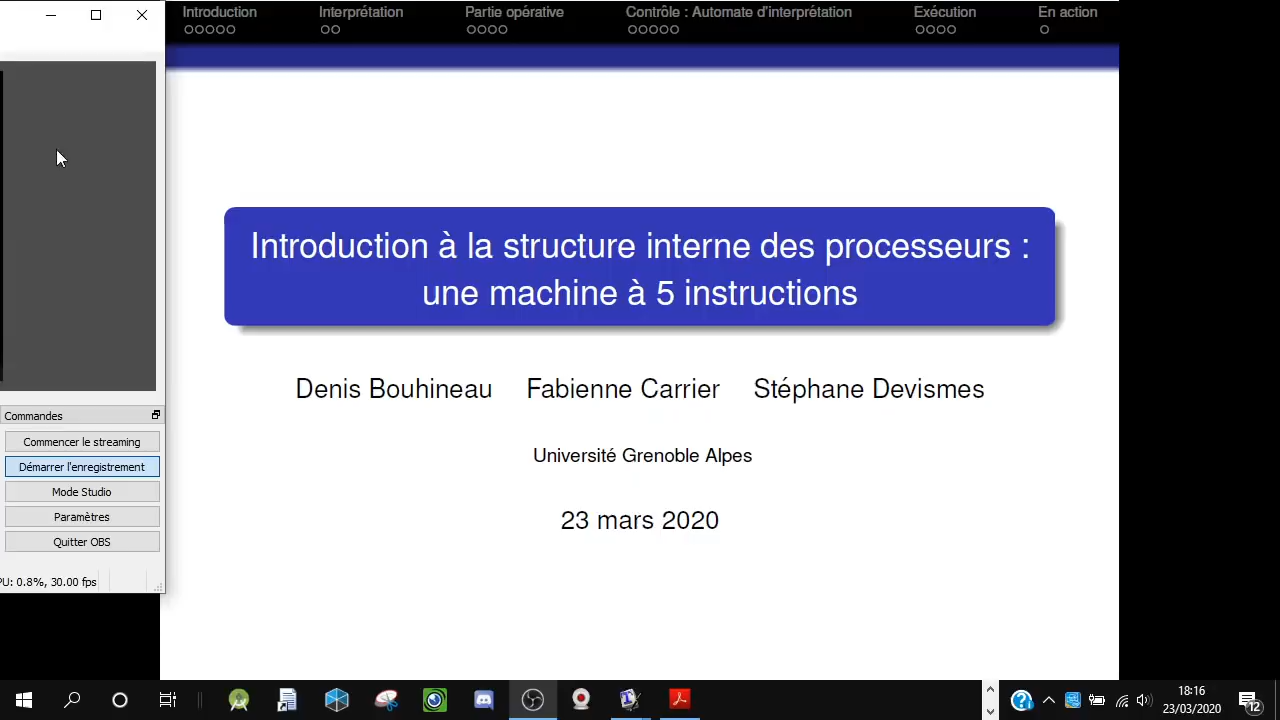 Introduction
Interprétation
Partie opérative
Contrôle : Automate d'interprétation
Exécution
En action
Introduction à la structure interne des processeurs :
une machine à 5 instructions
Denis Bouhineau Fabienne Carrier Stéphane Devismes
Université Grenoble Alpes
23 mars 2020
Commandes
Commencer le streaming
Démarrer l'enregistrement
Mode Studio
Paramètres
Quitter OBS
PU: 0.8%, 30.00 fps
18:16
23/03/2020
12